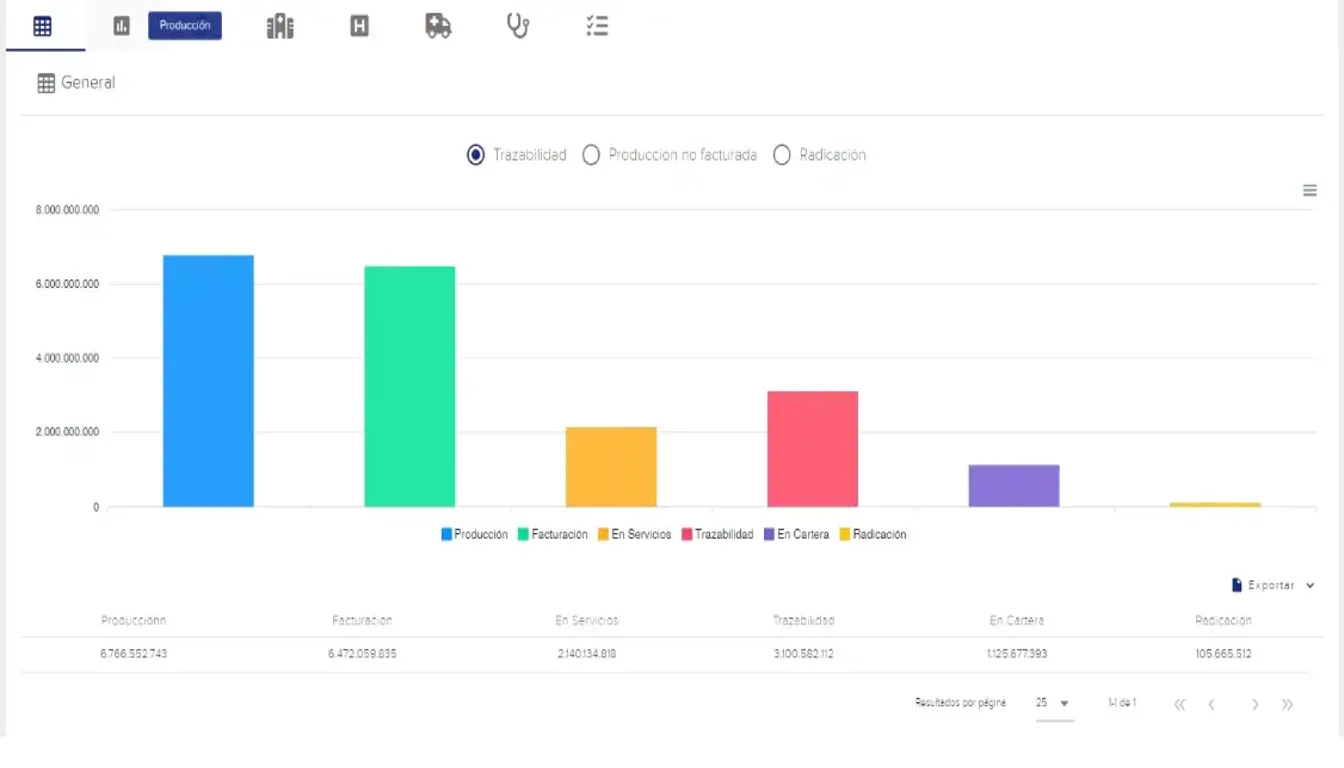 Producción
General
Trazabilidad Produccion no facturada Radicación
8.000.000.000
6.000.000.000
4.000.000.000
2.000.000.000
0
Producción Facturación En Servicios Trazabilidad En Cartera Radicación
Exportar
Producciónn Facturación En Servicios Trazabilidad En Cartera Radicación
6.766.552.743 6.472.059.835 2.140.134.818 3.100.582.112 1.125.677.393 105.665.512
Resultados por página 25 1-1 de 1